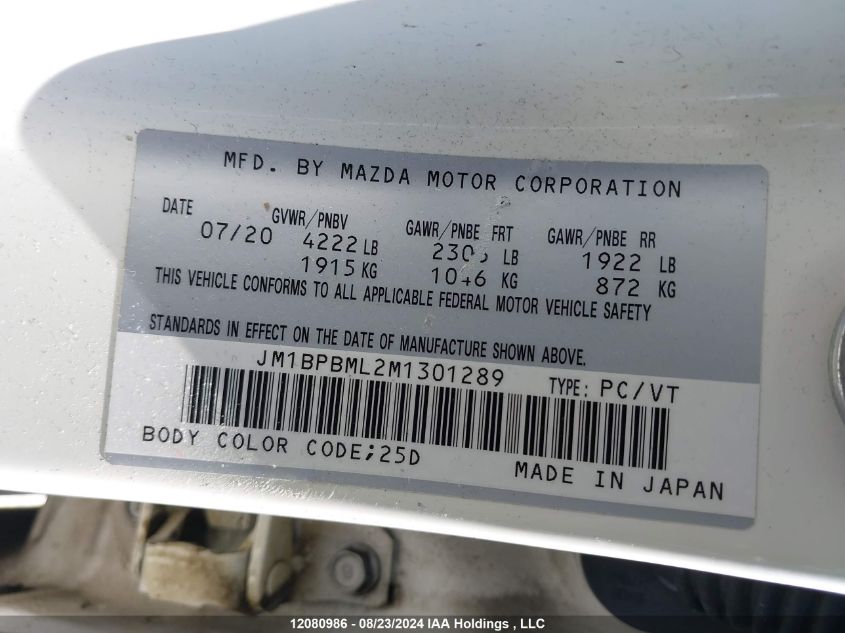 MFD. BY MAZDA MOTOR CORPORATION
DATE GVWR/PNBV GAWR/PNBE FRT GAWR/PNBE RR
07/20 4222 LB LB 1922 LB
1915 KG KG 872 KG
THIS VEHICLE CONFORMS TO ALL APPLICABLE FEDERAL MOTOR VEHICLE SAFETY
STANDARDS IN EFFECT ON THE DATE OF MANUFACTURE SHOWN ABOVE.
JM1BPBML2M1301289 TYPE: PC/VT
BODY COLOR CODE;25D
MADE IN JAPAN
12080986 - 08/23/2024 IAA Holdings , LLC